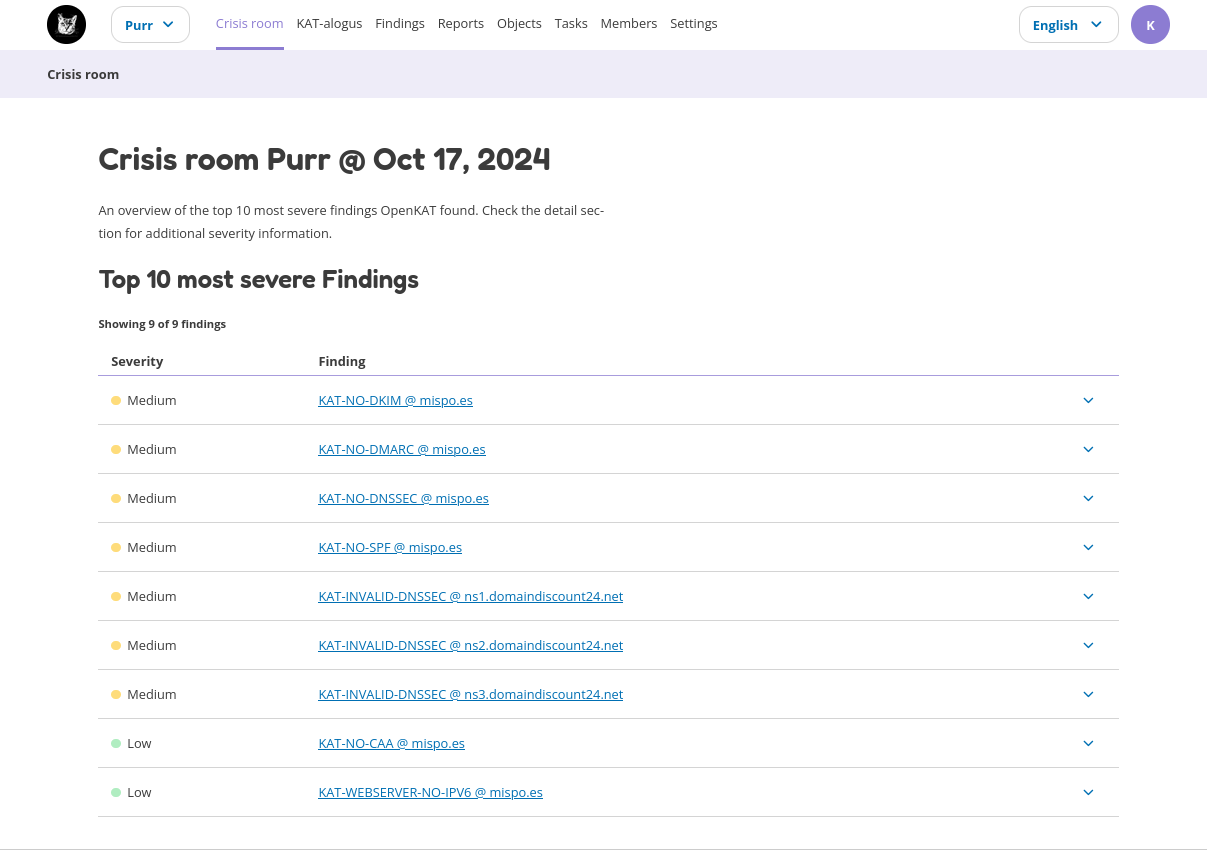 Purr Crisis room KAT-alogus Findings Reports Objects Tasks Members Settings English K
Crisis room
Crisis room Purr @ Oct 17, 2024
An overview of the top 10 most severe findings OpenKAT found. Check the detail sec-
tion for additional severity information.
Top 10 most severe Findings
Showing 9 of 9 findings
Severity Finding
Medium KAT-NO-DKIM @ mispo.es
Medium KAT-NO-DMARC @ mispo.es
Medium KAT-NO-DNSSEC @ mispo.es
Medium KAT-NO-SPF @ mispo.es
Medium KAT-INVALID-DNSSEC @ ns1.domaindiscount24.net
Medium KAT-INVALID-DNSSEC @ ns2.domaindiscount24.net
Medium KAT-INVALID-DNSSEC @ ns3.domaindiscount24.net
Low KAT-NO-CAA @ mispo.es
Low KAT-WEBSERVER-NO-IPV6 @ mispo.es